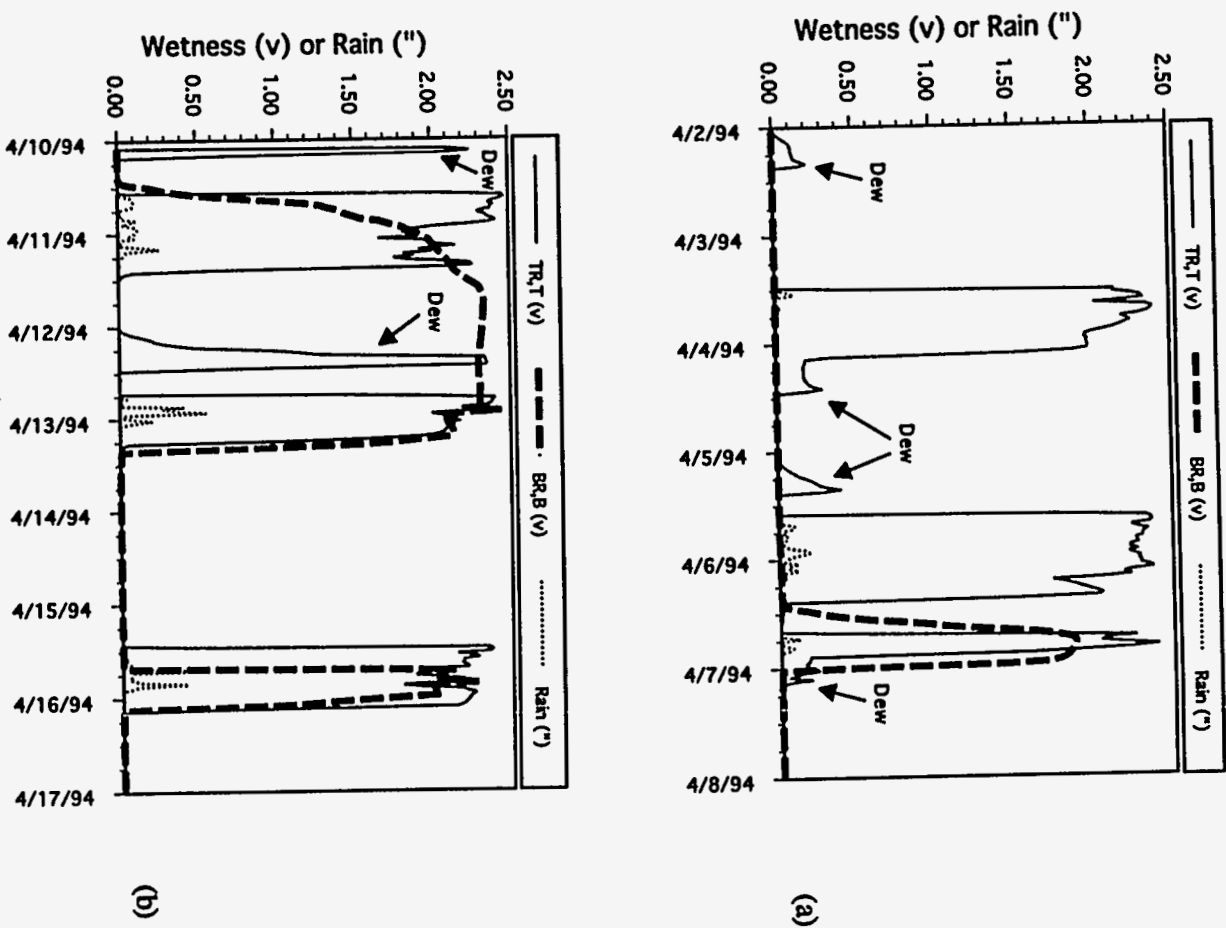 (a)
TR,T (v) BR,B (v) Rain (")
Wetness (v) or Rain (")
2.50
2.00
1.50
1.00
0.50
0.00
Dew
Dew
Dew
4/2/94
4/3/94
4/4/94
4/5/94
4/6/94
4/7/94
4/8/94
(b)
TR,T (v) BR,B (v) Rain (")
Wetness (v) or Rain (")
2.50
2.00
1.50
1.00
0.50
0.00
Dew
Dew
4/10/94
4/11/94
4/12/94
4/13/94
4/14/94
4/15/94
4/16/94
4/17/94